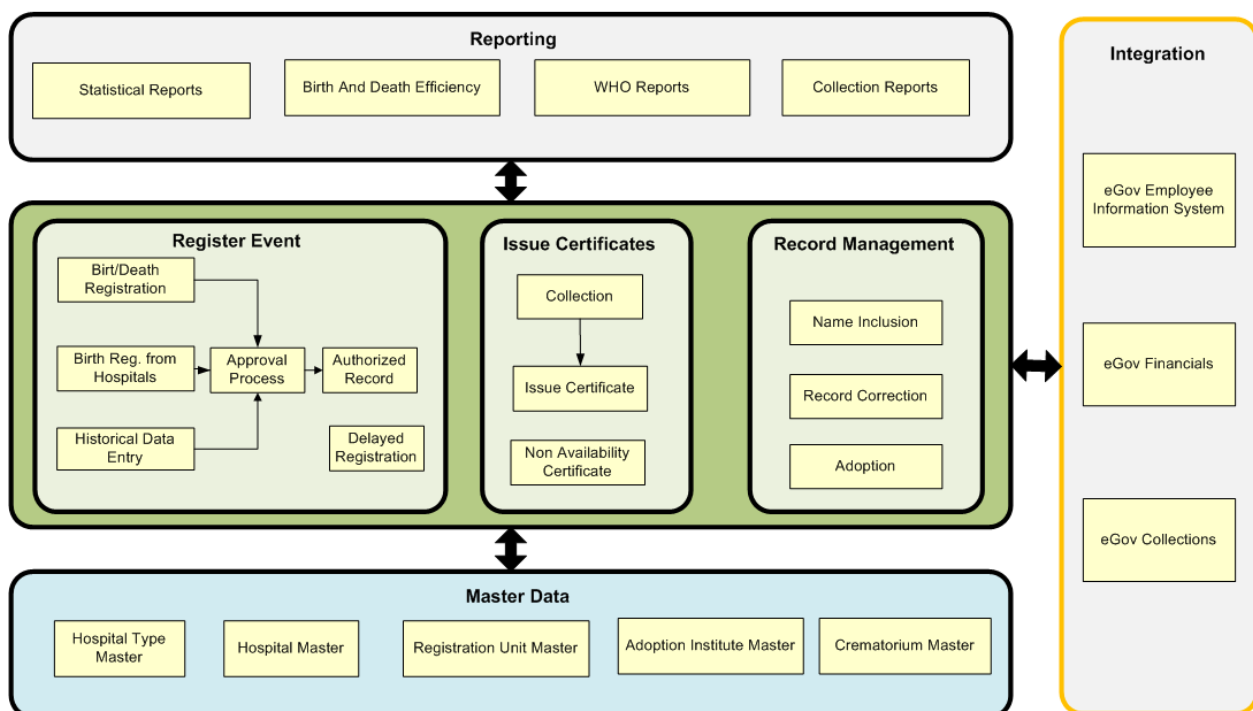 Reporting
Statistical Reports
Birth And Death Efficiency
WHO Reports
Collection Reports
Integration
eGov Employee
Information System
eGov Financials
eGov Collections
Register Event
Birt/Death
Registration
Birth Reg. from
Hospitals
Approval
Process
Authorized
Record
Historical Data
Entry
Delayed
Registration
Issue Certificates
Collection
Issue Certificate
Non Availability
Certificate
Record Management
Name Inclusion
Record Correction
Adoption
Master Data
Hospital Type
Master
Hospital Master
Registration Unit Master
Adoption Institute Master
Crematorium Master